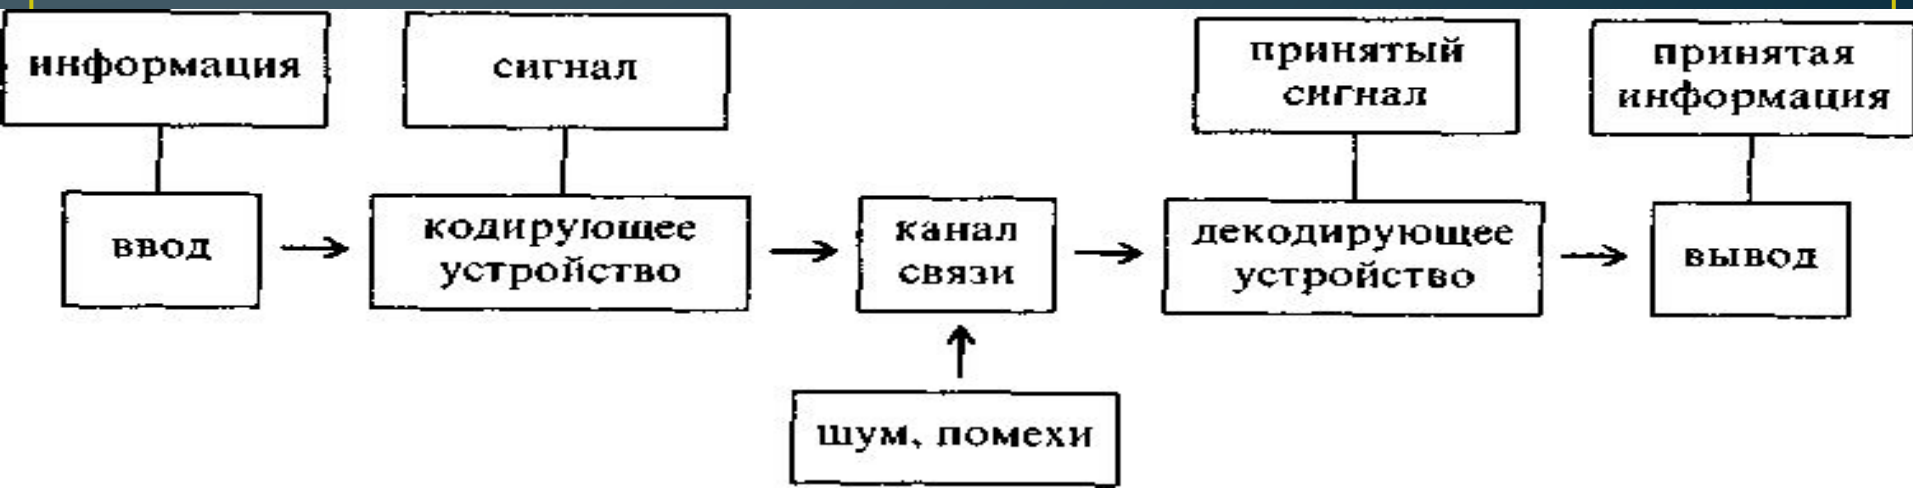 информация
сигнал
принятый
сигнал
принятая
информация
ввод
кодирующее
устройство
канал
связи
декодирующее
устройство
вывод
шум, помехи